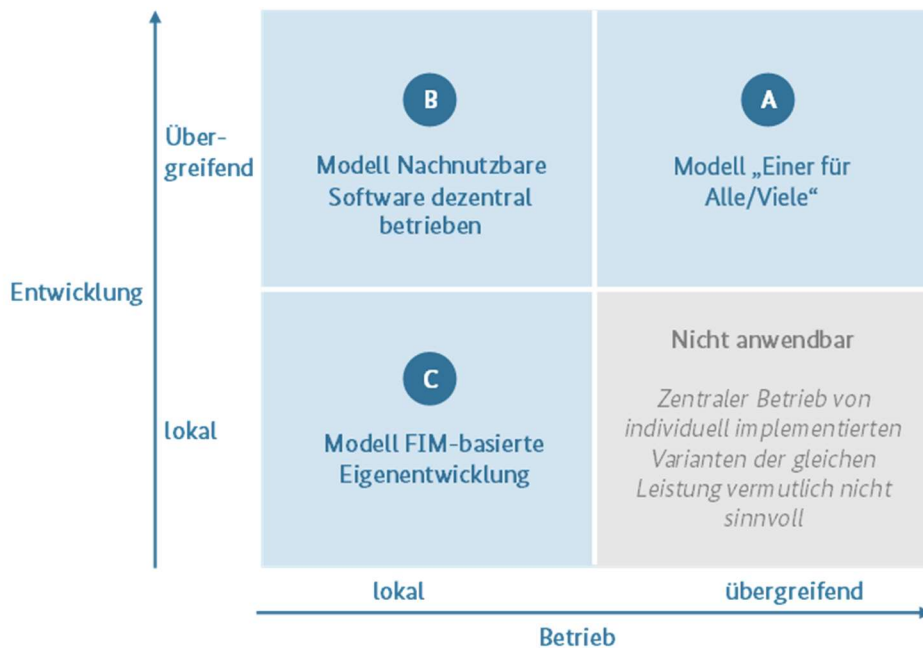 B
Modell Nachnutzbare
Software dezentral
betrieben
A
Modell „Einer für
Alle/Viele“
Über-
greifend
Entwicklung
lokal
C
Modell FIM-basierte
Eigenentwicklung
Nicht anwendbar
Zentraler Betrieb von
individuell implementierten
Varianten der gleichen
Leistung vermutlich nicht
sinnvoll
lokal
übergreifend
Betrieb